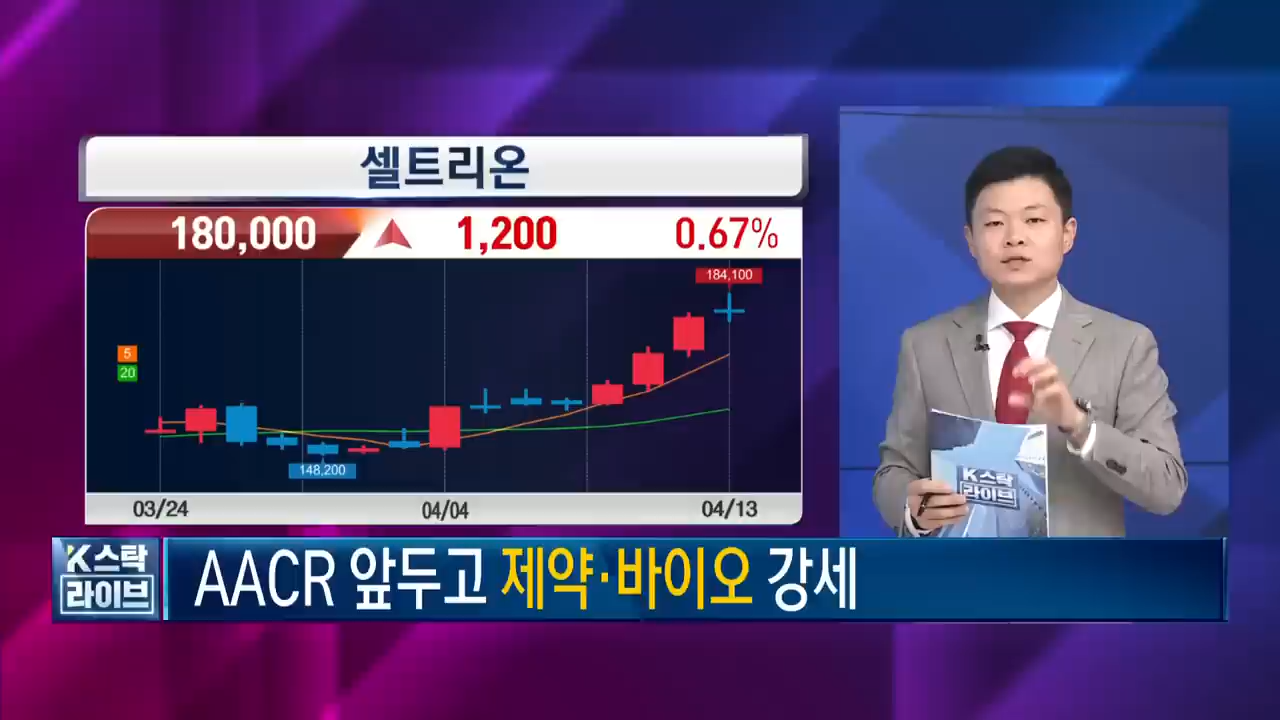 셀트리온
180,000 1,200 0.67%
184,100
5
20
148,200
03/24 04/04 04/13
K스탁
라이브
K스탁
라이브
AACR 앞두고 제약·바이오 강세